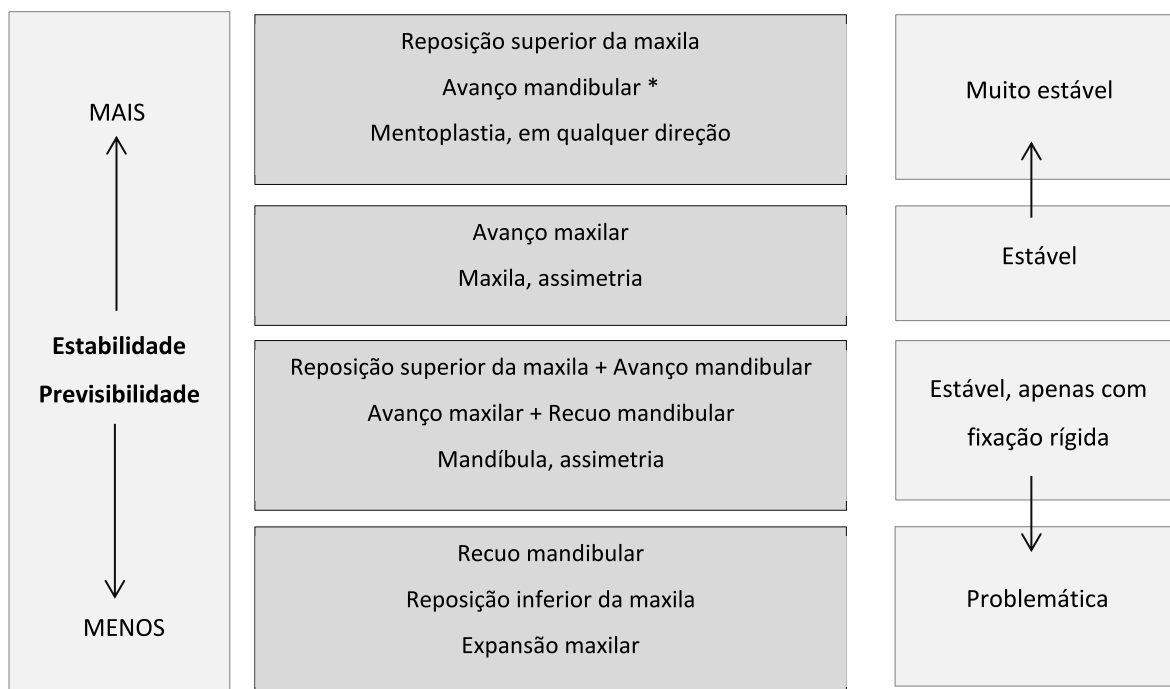 MAIS
Estabilidade
Previsibilidade
MENOS
Reposição superior da maxila
Avanço mandibular *
Mentoplastia, em qualquer direção
Muito estável
Avanço maxilar
Maxila, assimetria
Estável
Reposição superior da maxila + Avanço mandibular
Avanço maxilar + Recuo mandibular
Mandíbula, assimetria
Estável, apenas com
fixação rígida
Recuo mandibular
Reposição inferior da maxila
Expansão maxilar
Problemática